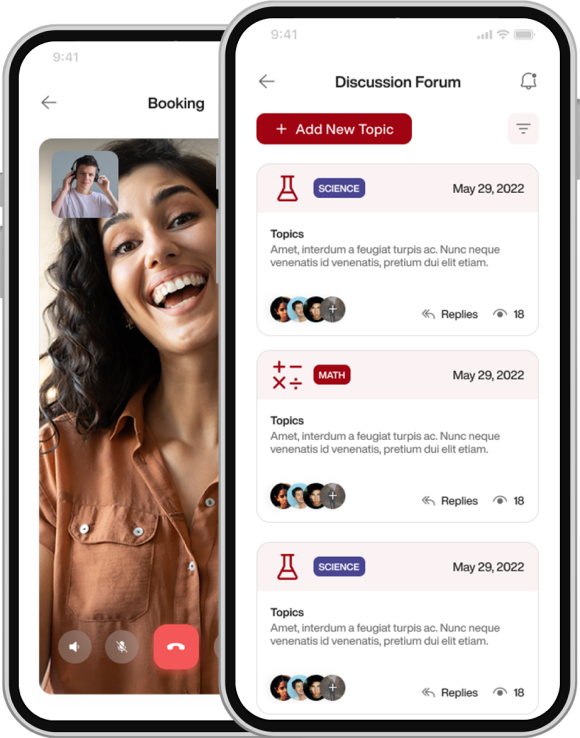 9:41
Booking
9:41
Discussion Forum
+ Add New Topic
SCIENCE
May 29, 2022
Topics
Amet, interdum a feugiat turpis ac. Nunc neque
venenatis id venenatis, pretium dui elit etiam.
Replies 18
MATH
May 29, 2022
Topics
Amet, interdum a feugiat turpis ac. Nunc neque
venenatis id venenatis, pretium dui elit etiam.
Replies 18
SCIENCE
May 29, 2022
Topics
Amet, interdum a feugiat turpis ac. Nunc neque
venenatis id venenatis, pretium dui elit etiam.
Replies 18